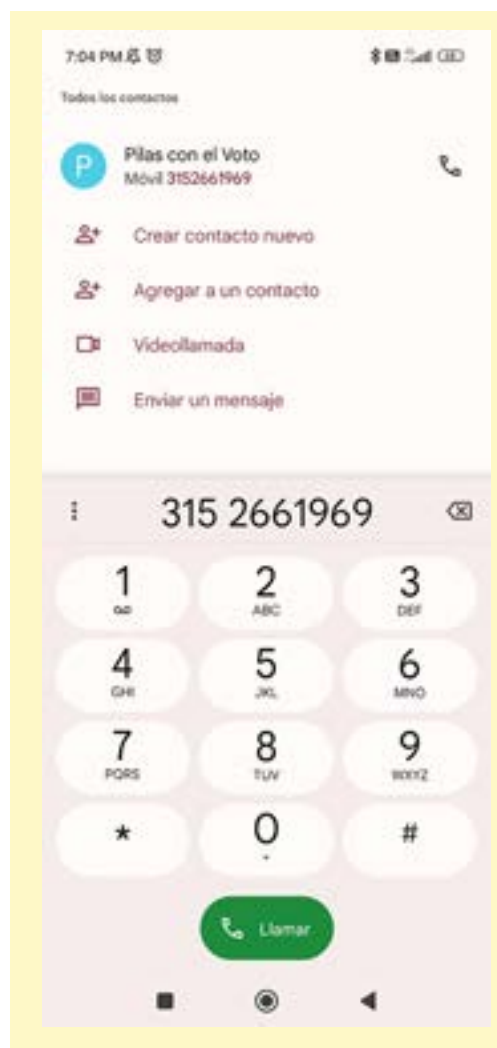 7:04 PM
Todos los contactos
P
Pilas con el Voto
Móvil 3152661969
Crear contacto nuevo
Agregar a un contacto
Videollamada
Enviar un mensaje
315 2661969
1 2 3
ABC DEF
4 5 6
GHI JKL MNO
7 8 9
PQRS TUV WXYZ
* 0 #
Llamar